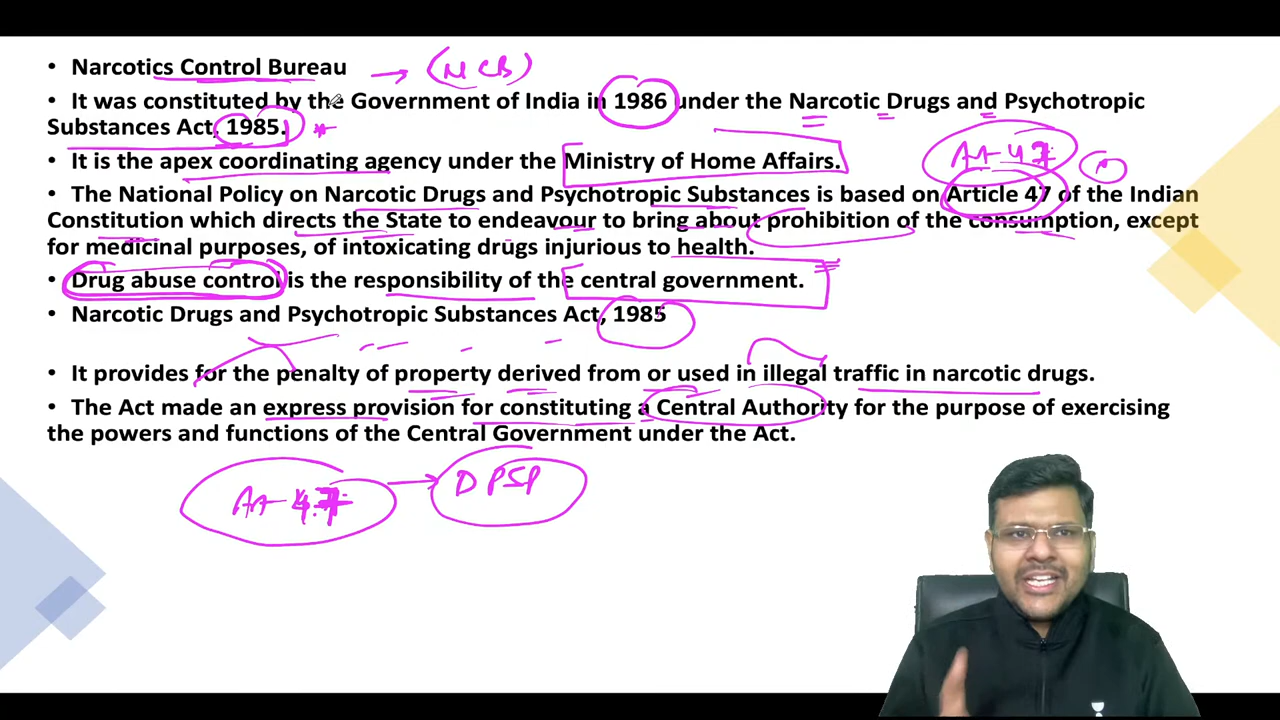 • Narcotics Control Bureau → (NCB)
• It was constituted by the Government of India in 1986 under the Narcotic Drugs and Psychotropic
Substances Act, 1985.
• It is the apex coordinating agency under the Ministry of Home Affairs.
Art 47
• The National Policy on Narcotic Drugs and Psychotropic Substances is based on Article 47 of the Indian
Constitution which directs the State to endeavour to bring about prohibition of the consumption, except
for medicinal purposes, of intoxicating drugs injurious to health.
• Drug abuse control is the responsibility of the central government.
• Narcotic Drugs and Psychotropic Substances Act, 1985
• It provides for the penalty of property derived from or used in illegal traffic in narcotic drugs.
• The Act made an express provision for constituting a Central Authority for the purpose of exercising
the powers and functions of the Central Government under the Act.
Art 47 → DPSP